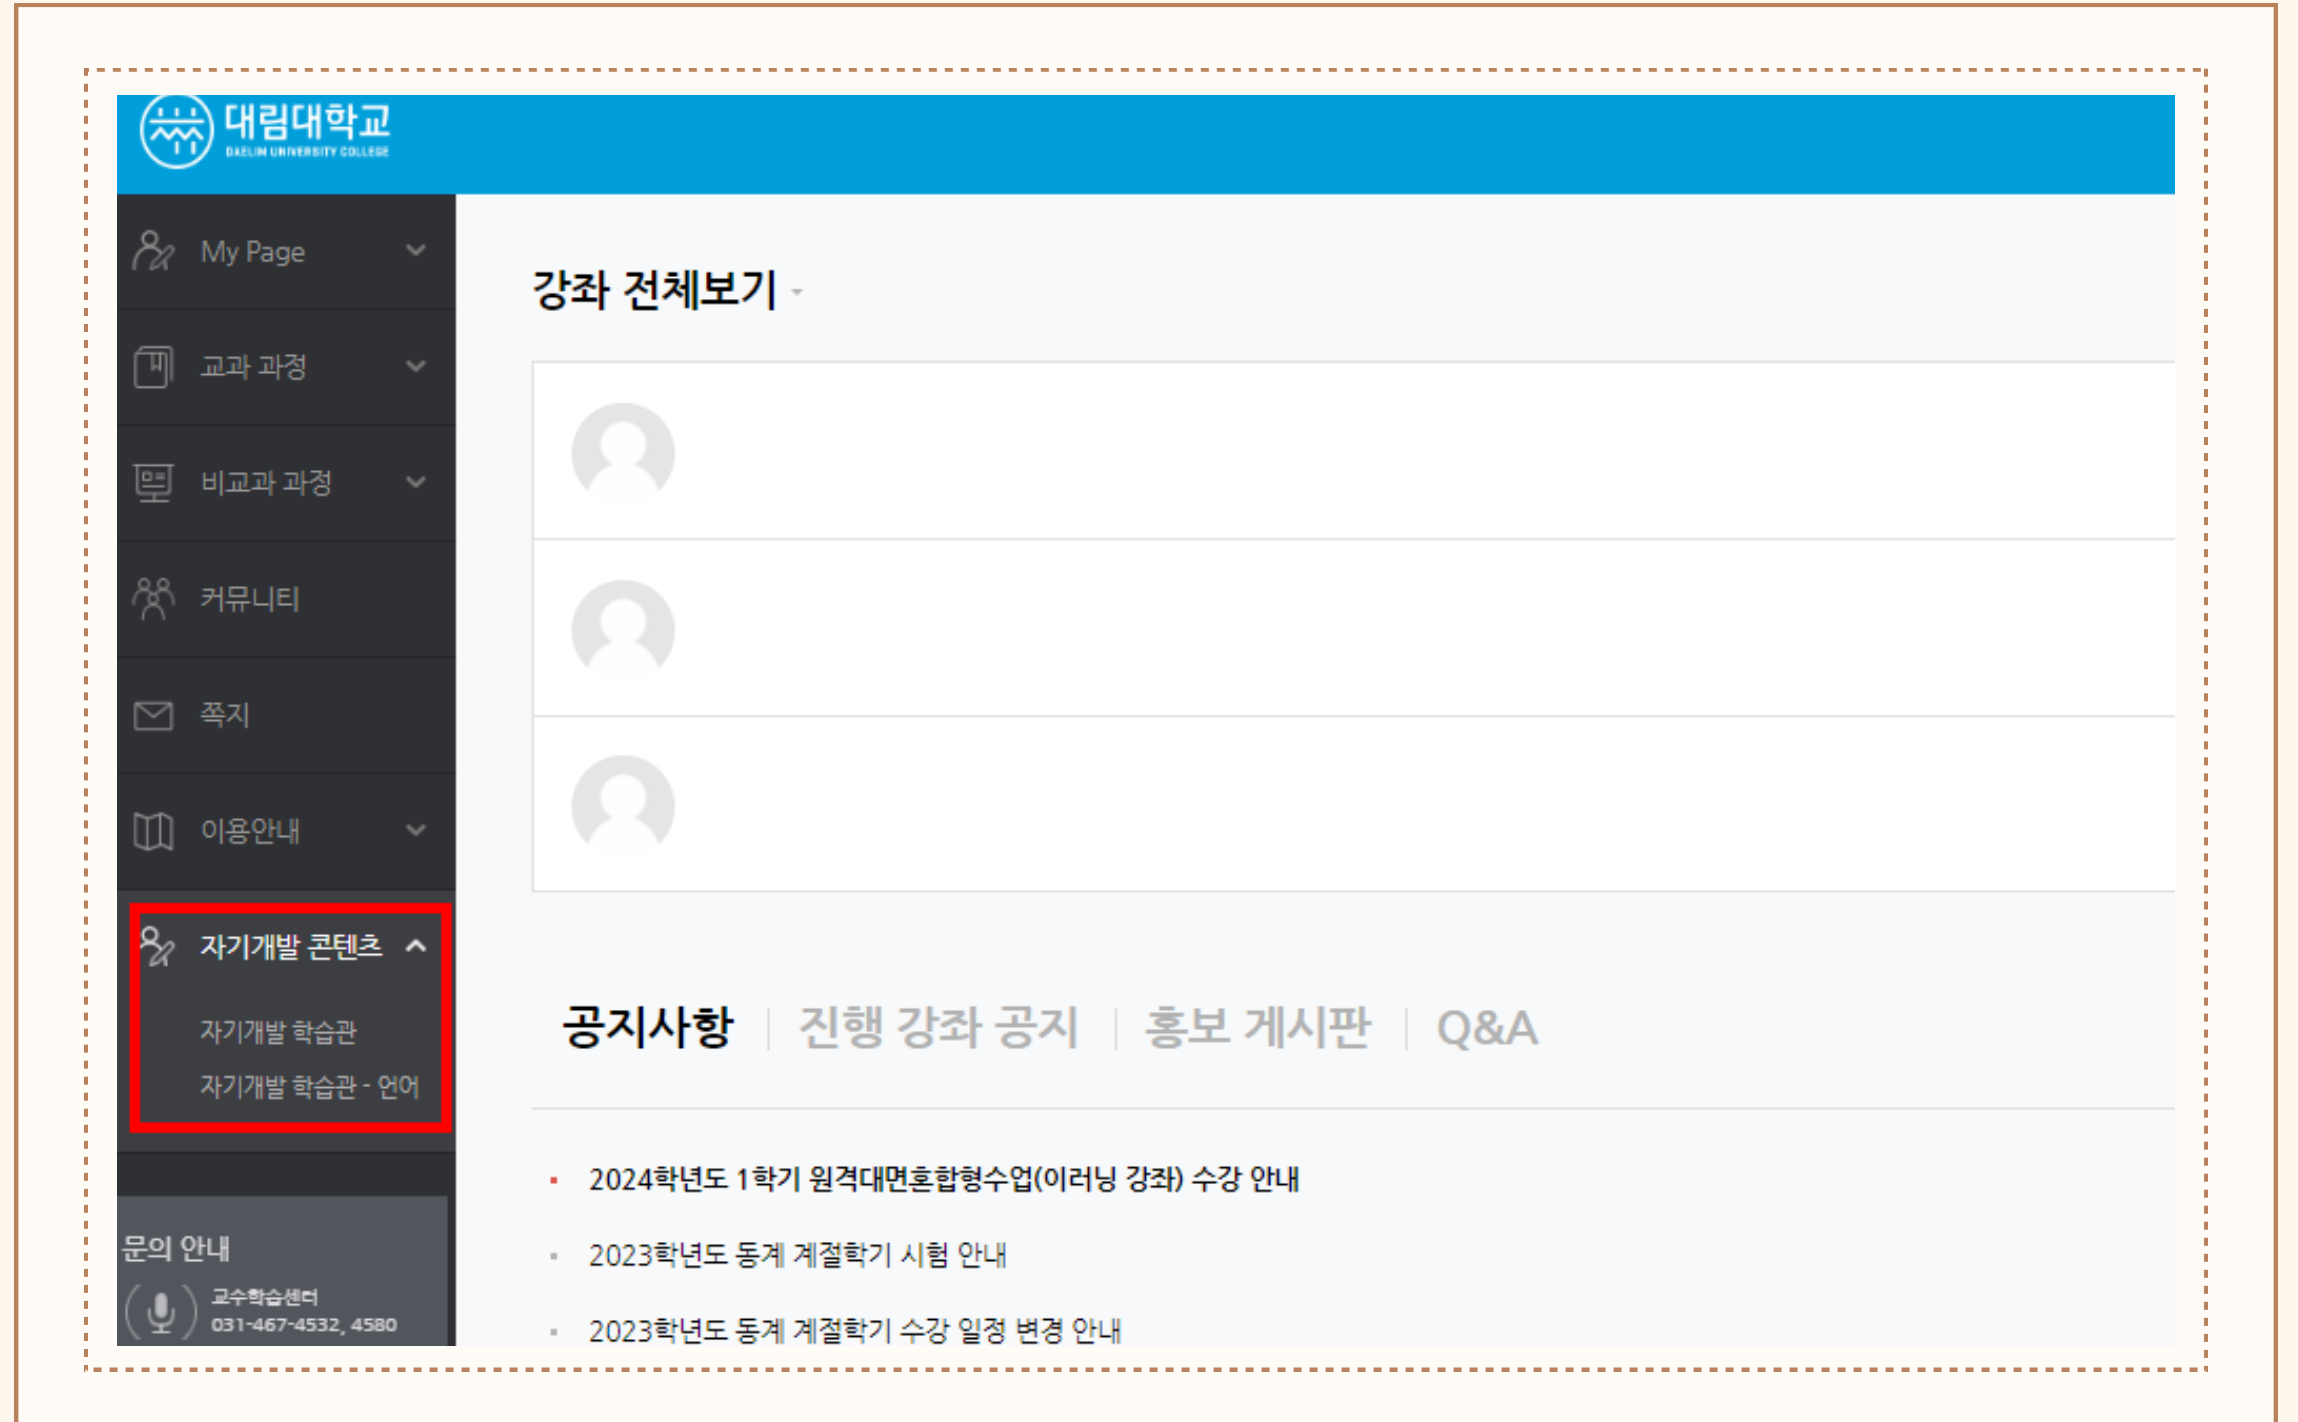 대림대학교
DAELIM UNIVERSITY COLLEGE
My Page
교과 과정
비교과 과정
커뮤니티
쪽지
이용안내
자기개발 콘텐츠
자기개발 학습관
자기개발 학습관 - 언어
문의 안내
교수학습센터
031-467-4532, 4580
강좌 전체보기
공지사항 진행 강좌 공지 홍보 게시판 Q&A
2024학년도 1학기 원격대면혼합형수업(이러닝 강좌) 수강 안내
2023학년도 동계 계절학기 시험 안내
2023학년도 동계 계절학기 수강 일정 변경 안내